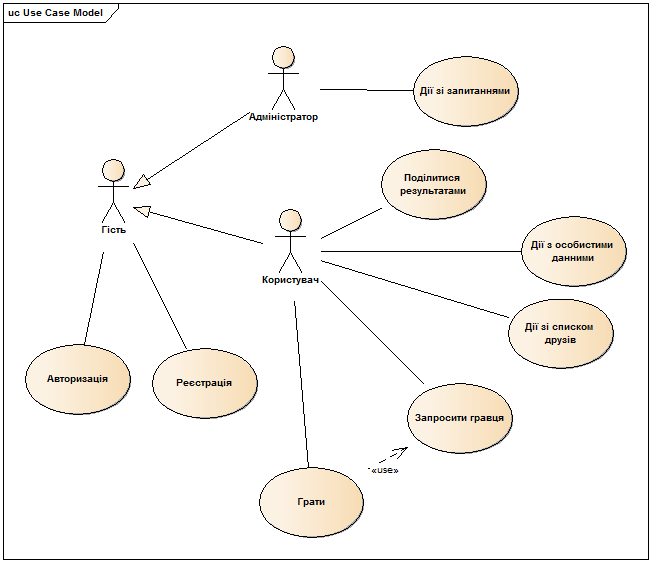 uc Use Case Model
Адміністратор
Дії зі запитаннями
Поділитися
результатами
Гість
Користувач
Дії з особистими
данними
Дії зі списком
друзів
Авторизація
Реєстрація
Запросити гравця
«use»
Грати